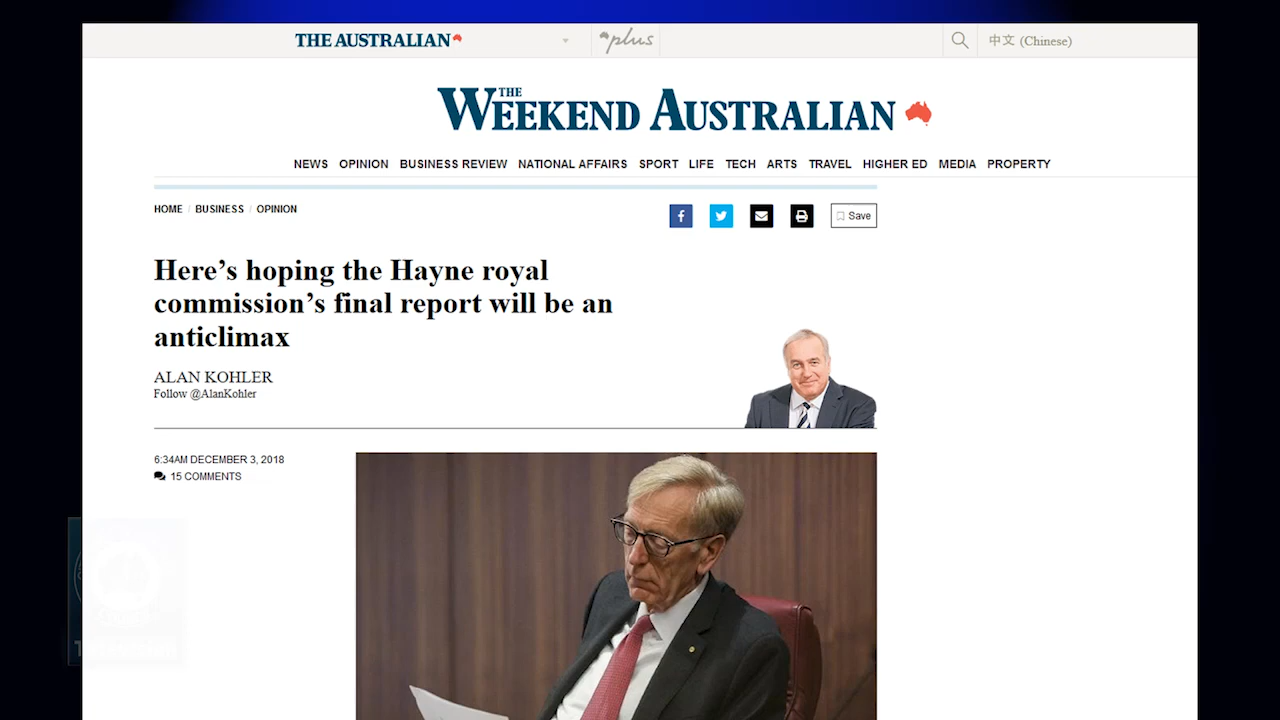 THE AUSTRALIAN
plus
中文 (Chinese)
THE WEEKEND AUSTRALIAN
NEWS OPINION BUSINESS REVIEW NATIONAL AFFAIRS SPORT LIFE TECH ARTS TRAVEL HIGHER ED MEDIA PROPERTY
HOME / BUSINESS / OPINION
f
Save
Here’s hoping the Hayne royal
commission’s final report will be an
anticlimax
ALAN KOHLER
Follow @AlanKohler
6:34AM DECEMBER 3, 2018
15 COMMENTS